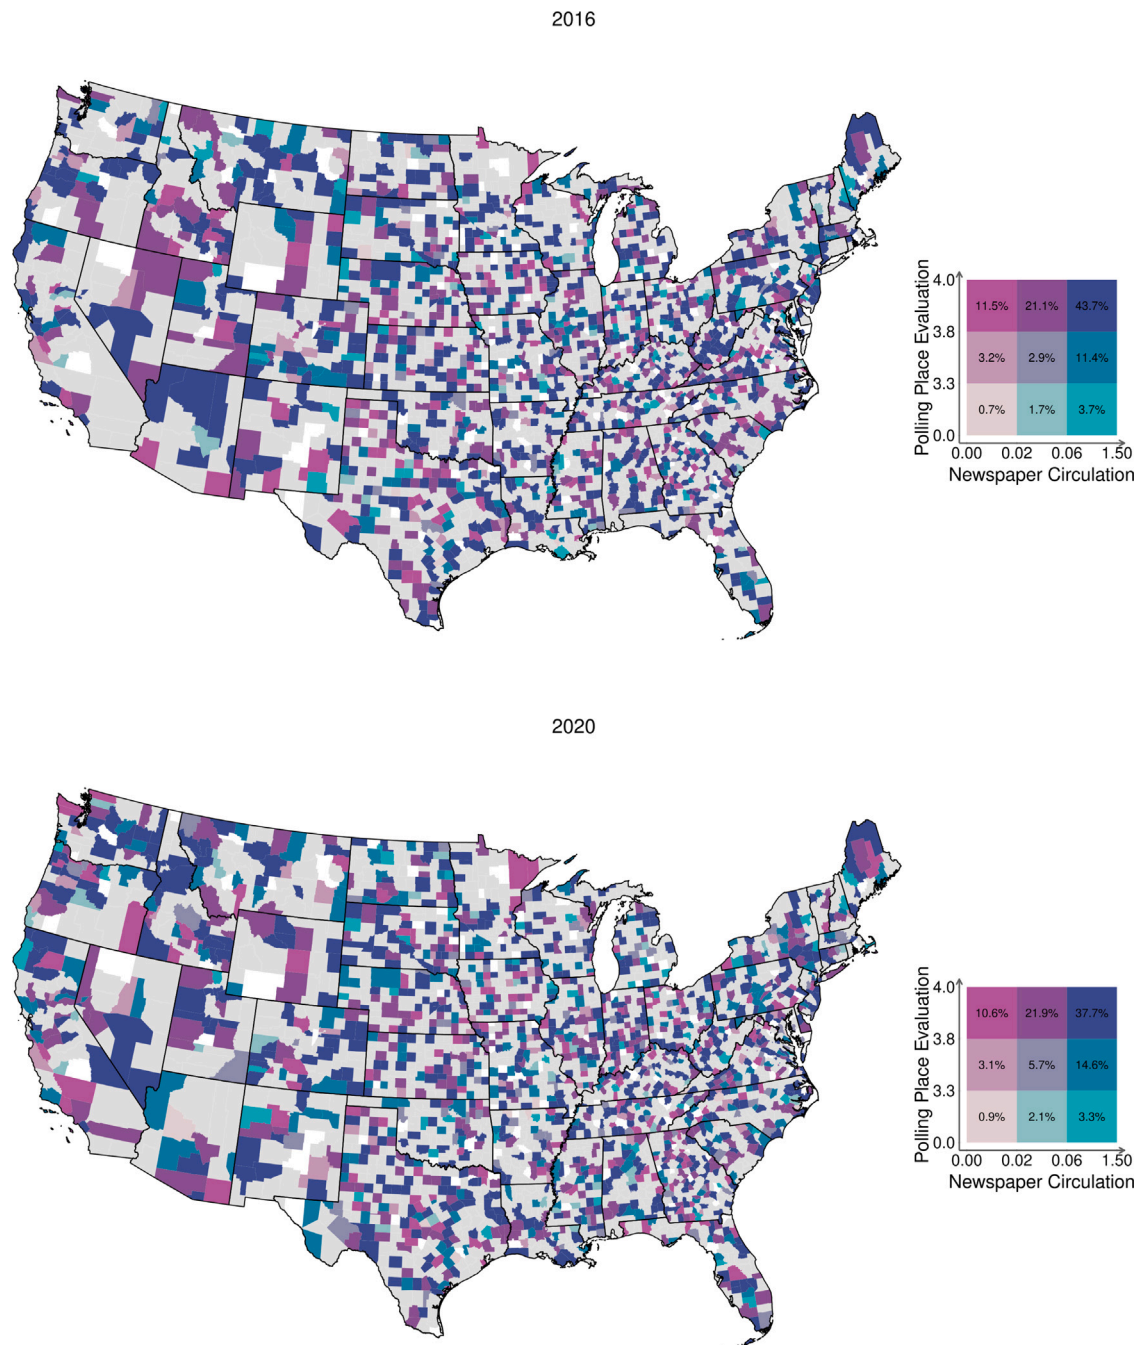 2016
Polling Place Evaluation
4.0
11.5% 21.1% 43.7%
3.8
3.2% 2.9% 11.4%
3.3
0.7% 1.7% 3.7%
0.0
0.00 0.02 0.06 1.50
Newspaper Circulation
2020
Polling Place Evaluation
4.0
10.6% 21.9% 37.7%
3.8
3.1% 5.7% 14.6%
3.3
0.9% 2.1% 3.3%
0.0
0.00 0.02 0.06 1.50
Newspaper Circulation